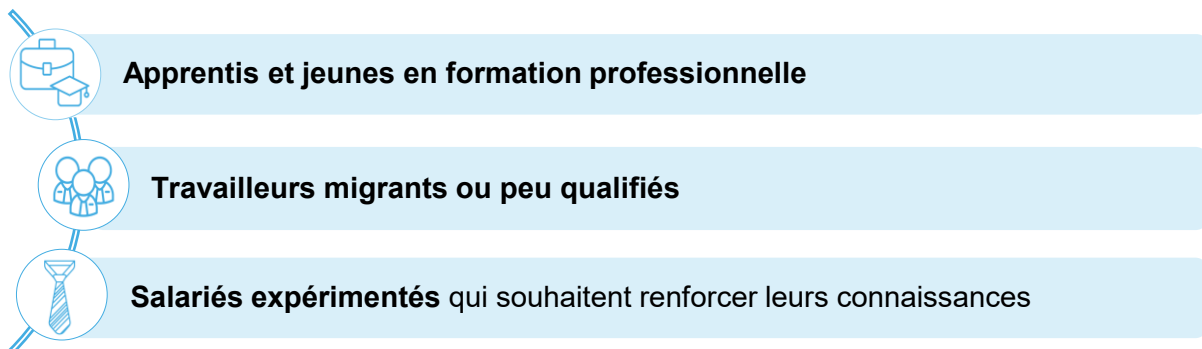 Apprentis et jeunes en formation professionnelle
Travailleurs migrants ou peu qualifiés
Salariés expérimentés qui souhaitent renforcer leurs connaissances